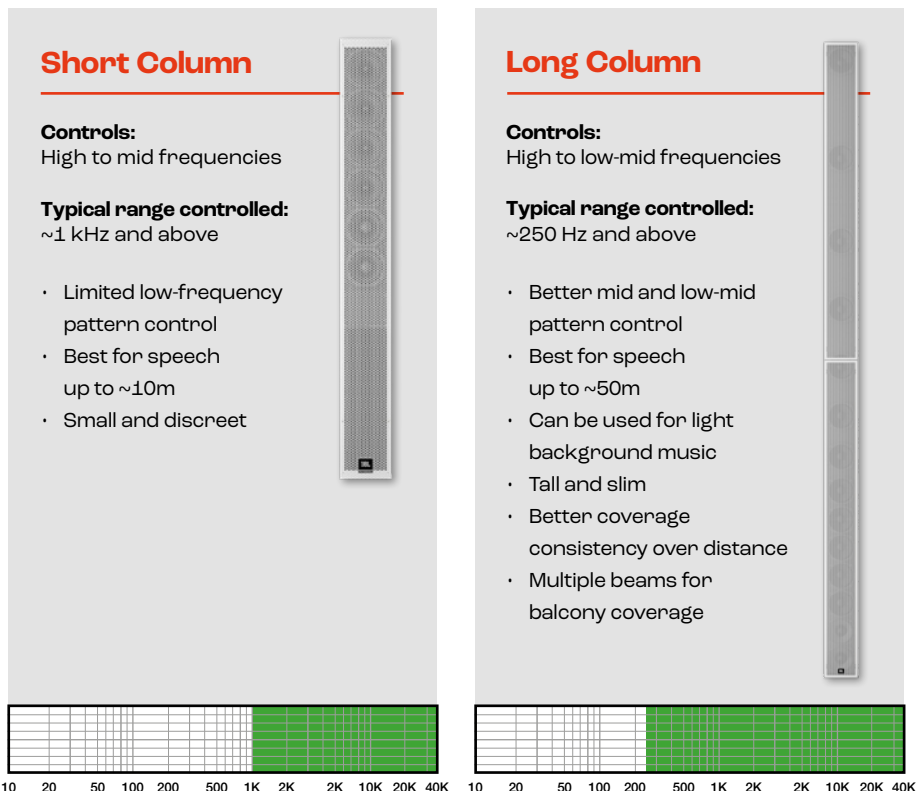 Short Column
Controls:
High to mid frequencies
Typical range controlled:
~1 kHz and above
· Limited low-frequency
pattern control
· Best for speech
up to ~10m
· Small and discreet
JBL
10 20 50 100 200 500 1K 2K 2K 10K 20K 40K
Long Column
Controls:
High to low-mid frequencies
Typical range controlled:
~250 Hz and above
· Better mid and low-mid
pattern control
· Best for speech
up to ~50m
· Can be used for light
background music
· Tall and slim
· Better coverage
consistency over distance
· Multiple beams for
balcony coverage
10 20 50 100 200 500 1K 2K 2K 10K 20K 40K